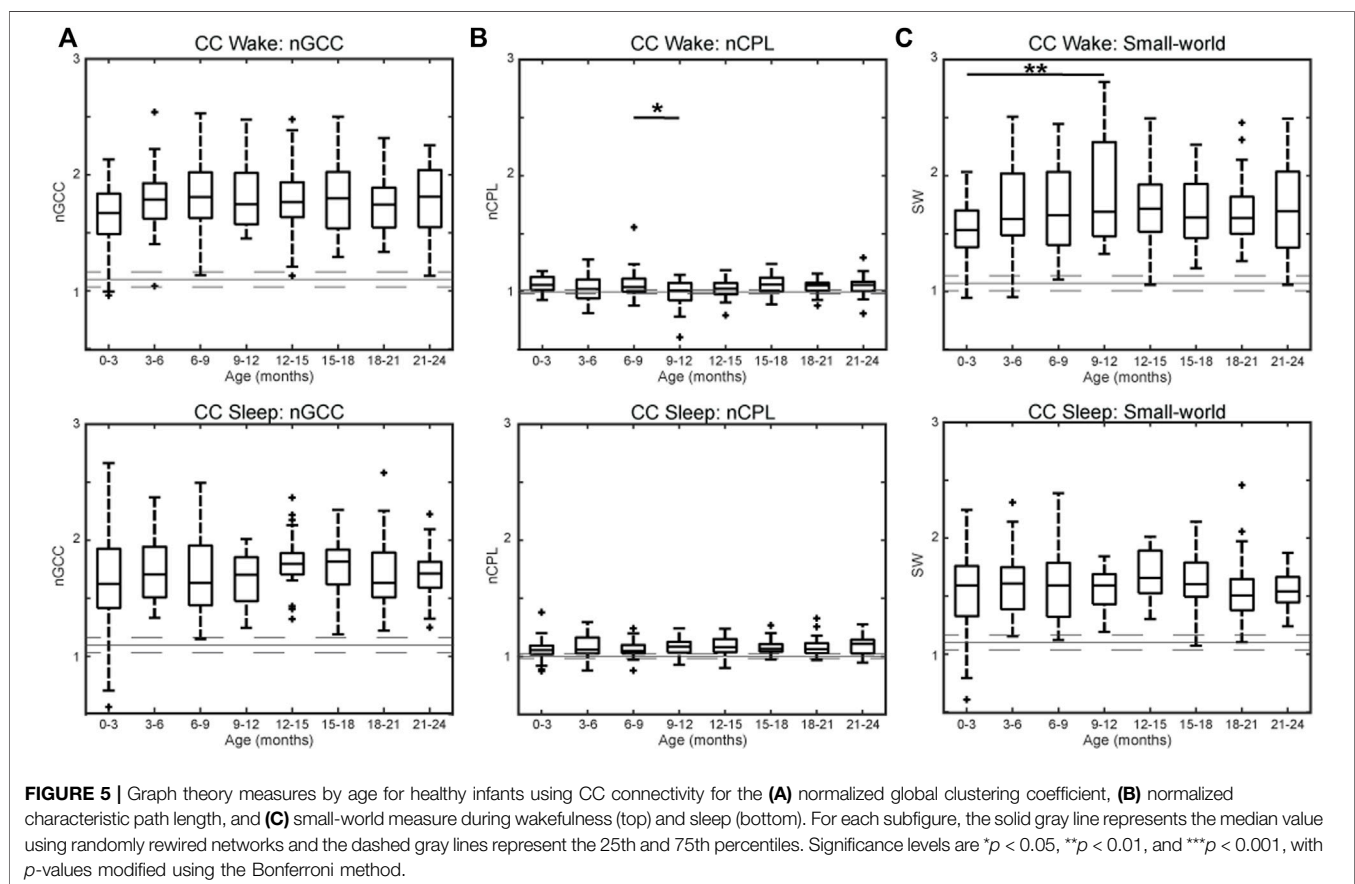 A
CC Wake: nGCC
3
2
1
nGCC
0-3 3-6 6-9 9-12 12-15 15-18 18-21 21-24
Age (months)
B
CC Wake: nCPL
3
2
1
nCPL
*
0-3 3-6 6-9 9-12 12-15 15-18 18-21 21-24
Age (months)
C
CC Wake: Small-world
3
2
1
SW
**
0-3 3-6 6-9 9-12 12-15 15-18 18-21 21-24
Age (months)
CC Sleep: nGCC
3
2
1
nGCC
0-3 3-6 6-9 9-12 12-15 15-18 18-21 21-24
Age (months)
CC Sleep: nCPL
3
2
1
nCPL
0-3 3-6 6-9 9-12 12-15 15-18 18-21 21-24
Age (months)
CC Sleep: Small-world
3
2
1
SW
0-3 3-6 6-9 9-12 12-15 15-18 18-21 21-24
Age (months)
FIGURE 5 | Graph theory measures by age for healthy infants using CC connectivity for the (A) normalized global clustering coefficient, (B) normalized
characteristic path length, and (C) small-world measure during wakefulness (top) and sleep (bottom). For each subfigure, the solid gray line represents the median value
using randomly rewired networks and the dashed gray lines represent the 25th and 75th percentiles. Significance levels are *p < 0.05, **p < 0.01, and ***p < 0.001, with
p-values modified using the Bonferroni method.